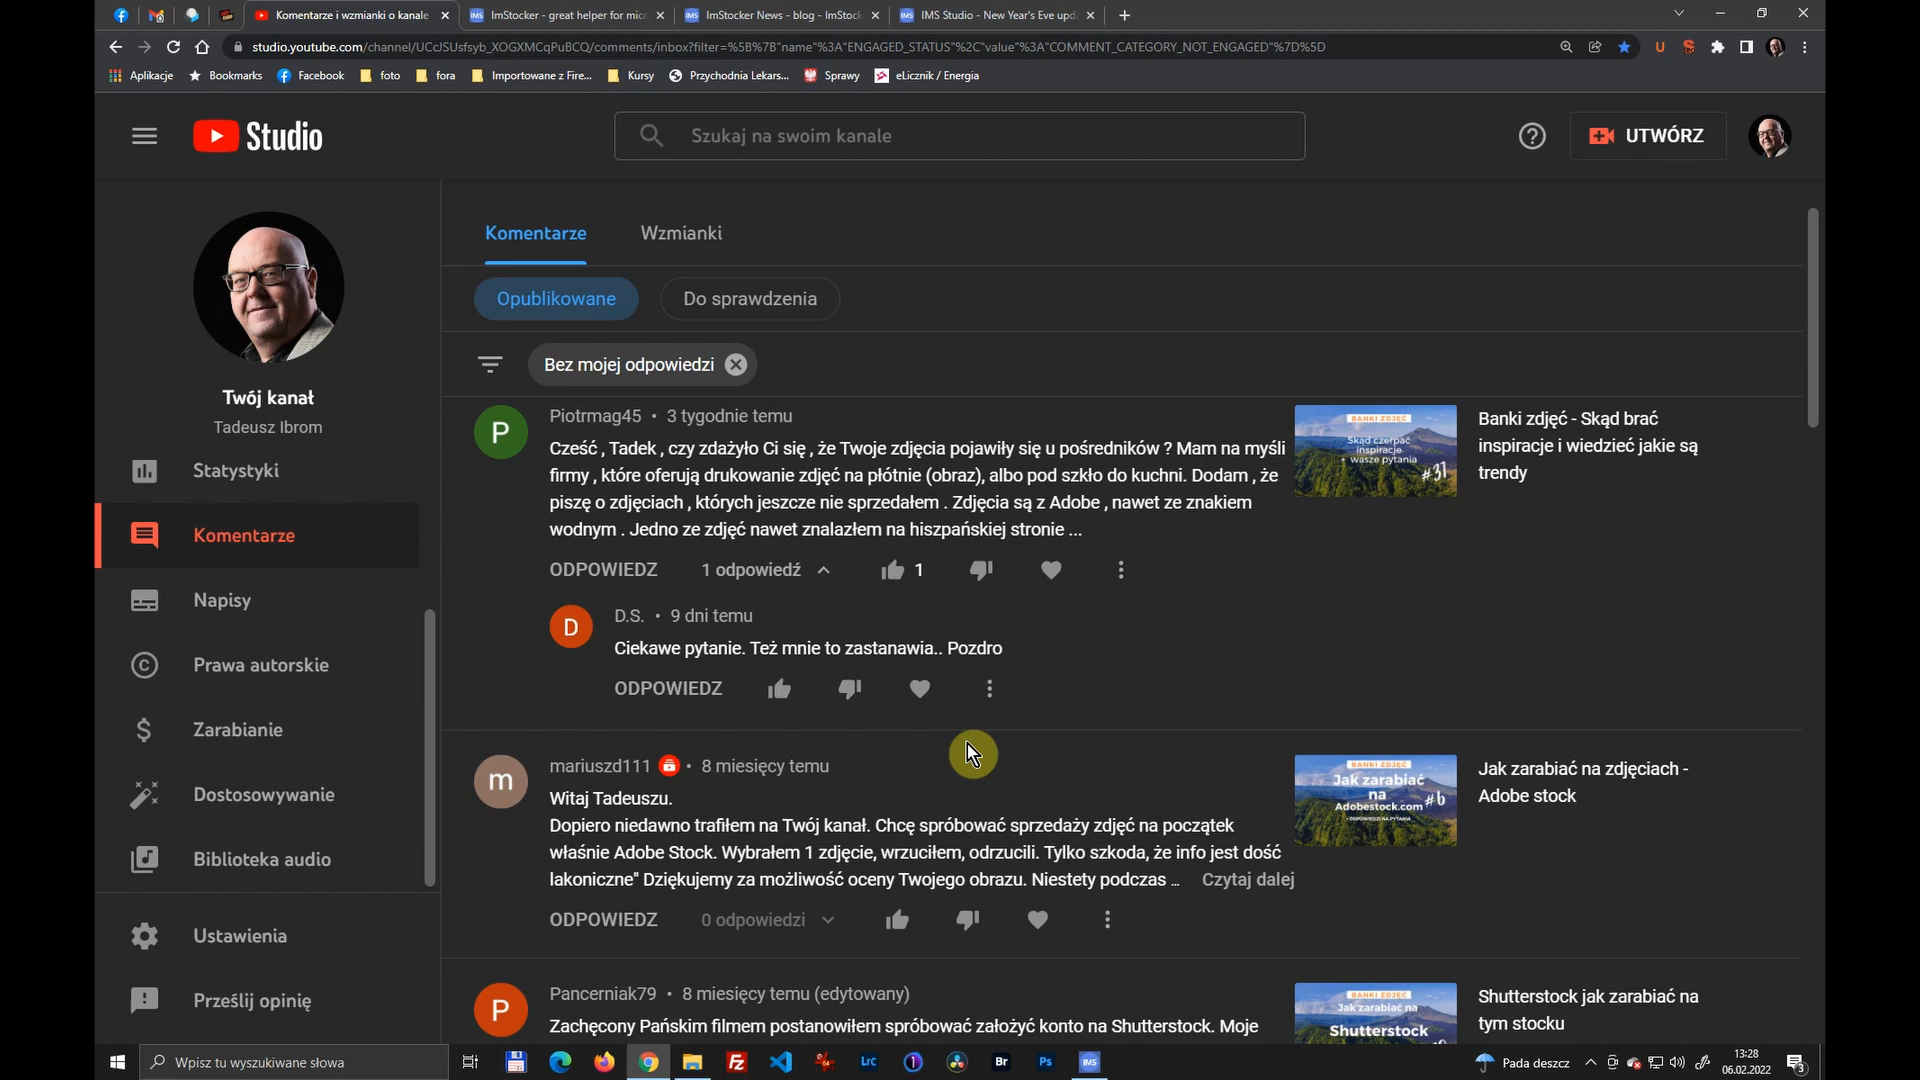 Komentarze i wzmianki o kanale
ImStocker - great helper for micr
ImStocker News - blog - ImStock
IMS Studio - New Year's Eve upd
studio.youtube.com/channel/UCcJSUsfsyb_XOGXMCqPuBCQ/comments/inbox?filter=%5B%7B"name"%3A"ENGAGED_STATUS"%2C"value"%3A"COMMENT_CATEGORY_NOT_ENGAGED"%7D%5D
Aplikacje Bookmarks Facebook foto fora Importowane z Fire... Kursy Przychodnia Lekars... Sprawy eLicznik / Energia
Studio
Szukaj na swoim kanale
UTWÓRZ
Twój kanał
Tadeusz Ibrom
Statystyki
Komentarze
Napisy
Prawa autorskie
Zarabianie
Dostosowywanie
Biblioteka audio
Ustawienia
Prześlij opinię
Komentarze Wzmianki
Opublikowane Do sprawdzenia
Bez mojej odpowiedzi
P
Piotrmag45 • 3 tygodnie temu
Cześć , Tadek , czy zdażyło Ci się , że Twoje zdjęcia pojawiły się u pośredników ? Mam na myśli
firmy , które oferują drukowanie zdjęć na płótnie (obraz), albo pod szkło do kuchni. Dodam , że
piszę o zdjęciach , których jeszcze nie sprzedałem . Zdjęcia są z Adobe , nawet ze znakiem
wodnym . Jedno ze zdjęć nawet znalazłem na hiszpańskiej stronie ...
ODPOWIEDZ 1 odpowiedź 1
BANKI ZDJĘĆ
Skąd czerpać
inspiracje
+ wasze pytania
#37
Banki zdjęć - Skąd brać
inspiracje i wiedzieć jakie są
trendy
D
D.S. • 9 dni temu
Ciekawe pytanie. Też mnie to zastanawia.. Pozdro
ODPOWIEDZ
m
mariuszd111 • 8 miesięcy temu
Witaj Tadeuszu.
Dopiero niedawno trafiłem na Twój kanał. Chcę spróbować sprzedaży zdjęć na początek
właśnie Adobe Stock. Wybrałem 1 zdjęcie, wrzuciłem, odrzucili. Tylko szkoda, że info jest dość
lakoniczne" Dziękujemy za możliwość oceny Twojego obrazu. Niestety podczas ... Czytaj dalej
ODPOWIEDZ 0 odpowiedzi
BANKI ZDJĘĆ
Jak zarabiać
na
Adobestock.com #6
+ ODPOWIEDZI NA PYTANIA
Jak zarabiać na zdjęciach -
Adobe stock
P
Pancerniak79 • 8 miesięcy temu (edytowany)
Zachęcony Pańskim filmem postanowiłem spróbować założyć konto na Shutterstock. Moje
BANKI ZDJĘĆ
Jak zarabiać na
Shutterstock
Shutterstock jak zarabiać na
tym stocku
Wpisz tu wyszukiwane słowa
LrC
Br
Ps
IMS
Pada deszcz
13:28
06.02.2022
3